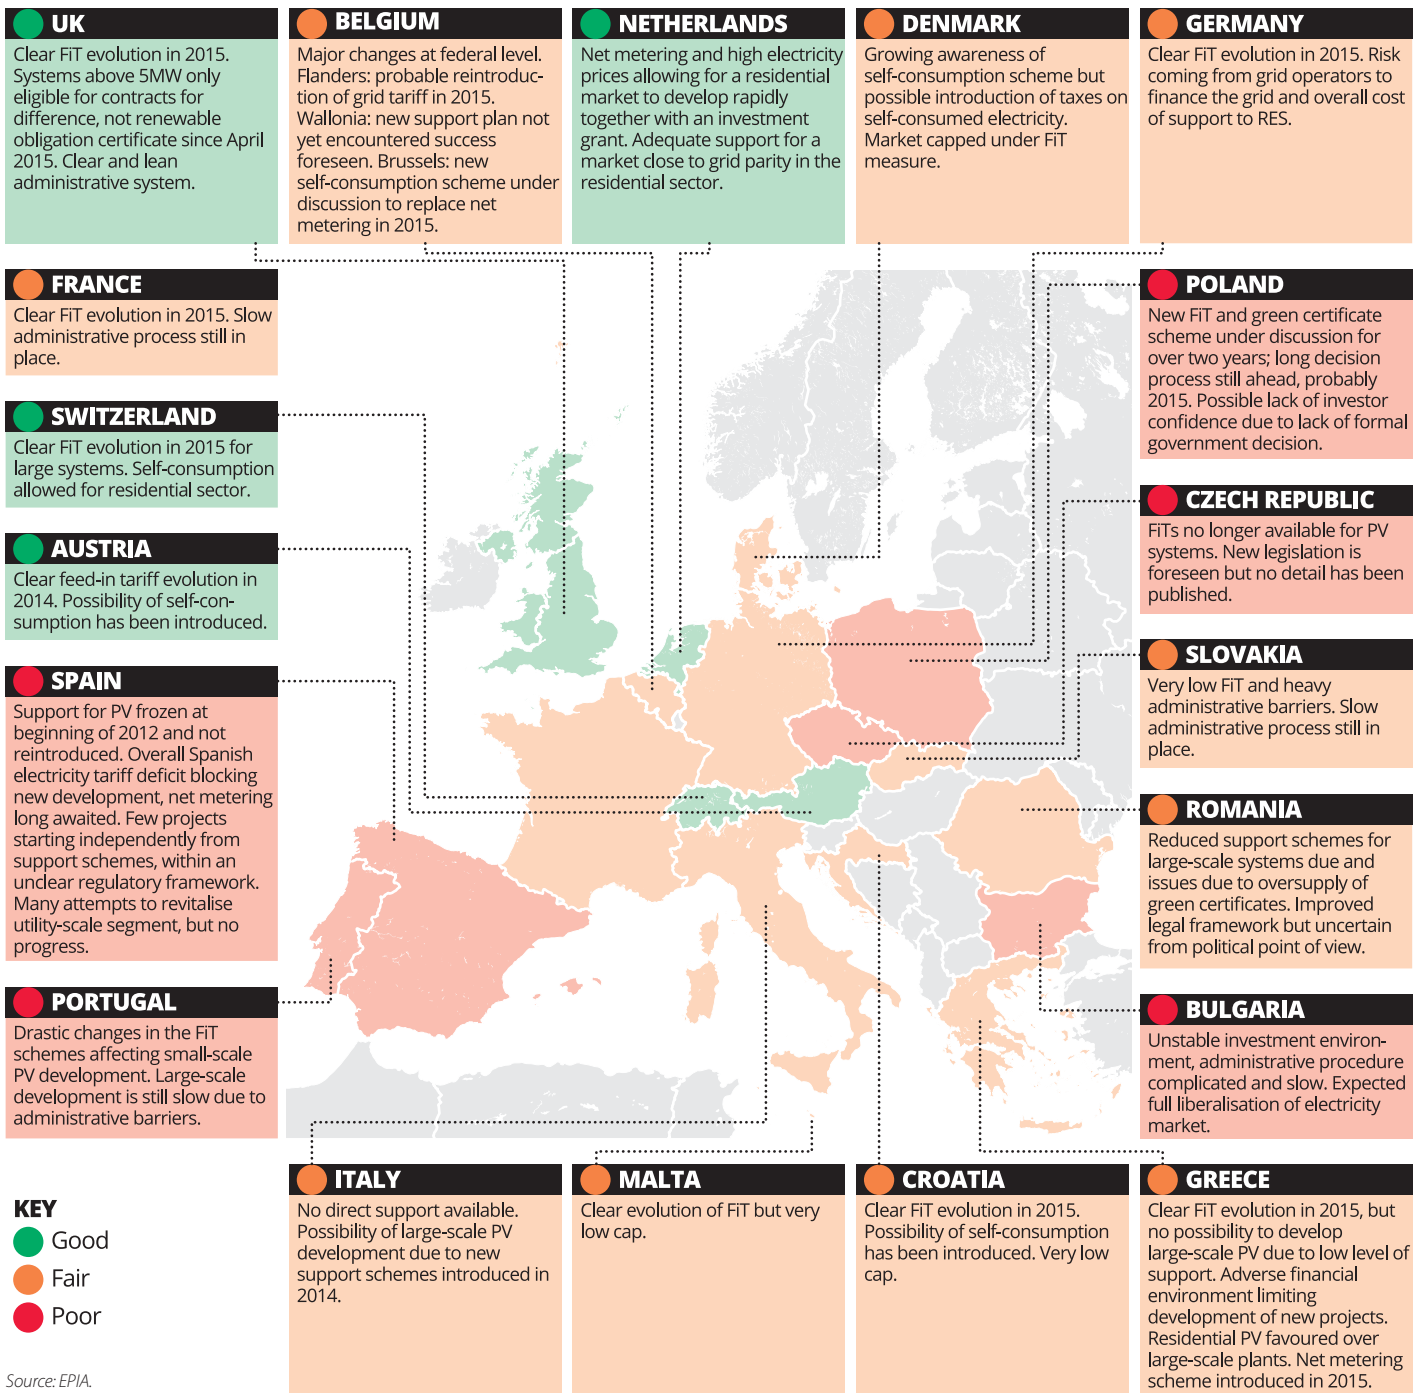 UK
Clear FiT evolution in 2015.
Systems above 5MW only
eligible for contracts for
difference, not renewable
obligation certificate since April
2015. Clear and lean
administrative system.
BELGIUM
Major changes at federal level.
Flanders: probable reintroduc-
tion of grid tariff in 2015.
Wallonia: new support plan not
yet encountered success
foreseen. Brussels: new
self-consumption scheme under
discussion to replace net
metering in 2015.
NETHERLANDS
Net metering and high electricity
prices allowing for a residential
market to develop rapidly
together with an investment
grant. Adequate support for a
market close to grid parity in the
residential sector.
DENMARK
Growing awareness of
self-consumption scheme but
possible introduction of taxes on
self-consumed electricity.
Market capped under FiT
measure.
GERMANY
Clear FiT evolution in 2015. Risk
coming from grid operators to
finance the grid and overall cost
of support to RES.
FRANCE
Clear FiT evolution in 2015. Slow
administrative process still in
place.
SWITZERLAND
Clear FiT evolution in 2015 for
large systems. Self-consumption
allowed for residential sector.
AUSTRIA
Clear feed-in tariff evolution in
2014. Possibility of self-con-
sumption has been introduced.
SPAIN
Support for PV frozen at
beginning of 2012 and not
reintroduced. Overall Spanish
electricity tariff deficit blocking
new development, net metering
long awaited. Few projects
starting independently from
support schemes, within an
unclear regulatory framework.
Many attempts to revitalise
utility-scale segment, but no
progress.
PORTUGAL
Drastic changes in the FiT
schemes affecting small-scale
PV development. Large-scale
development is still slow due to
administrative barriers.
POLAND
New FiT and green certificate
scheme under discussion for
over two years; long decision
process still ahead, probably
2015. Possible lack of investor
confidence due to lack of formal
government decision.
CZECH REPUBLIC
FiTs no longer available for PV
systems. New legislation is
foreseen but no detail has been
published.
SLOVAKIA
Very low FiT and heavy
administrative barriers. Slow
administrative process still in
place.
ROMANIA
Reduced support schemes for
large-scale systems due and
issues due to oversupply of
green certificates. Improved
legal framework but uncertain
from political point of view.
BULGARIA
Unstable investment environ-
ment, administrative procedure
complicated and slow. Expected
full liberalisation of electricity
market.
ITALY
No direct support available.
Possibility of large-scale PV
development due to new
support schemes introduced in
2014.
MALTA
Clear evolution of FiT but very
low cap.
CROATIA
Clear FiT evolution in 2015.
Possibility of self-consumption
has been introduced. Very low
cap.
GREECE
Clear FiT evolution in 2015, but
no possibility to develop
large-scale PV due to low level of
support. Adverse financial
environment limiting
development of new projects.
Residential PV favoured over
large-scale plants. Net metering
scheme introduced in 2015.
KEY
Good
Fair
Poor
Source: EPIA.